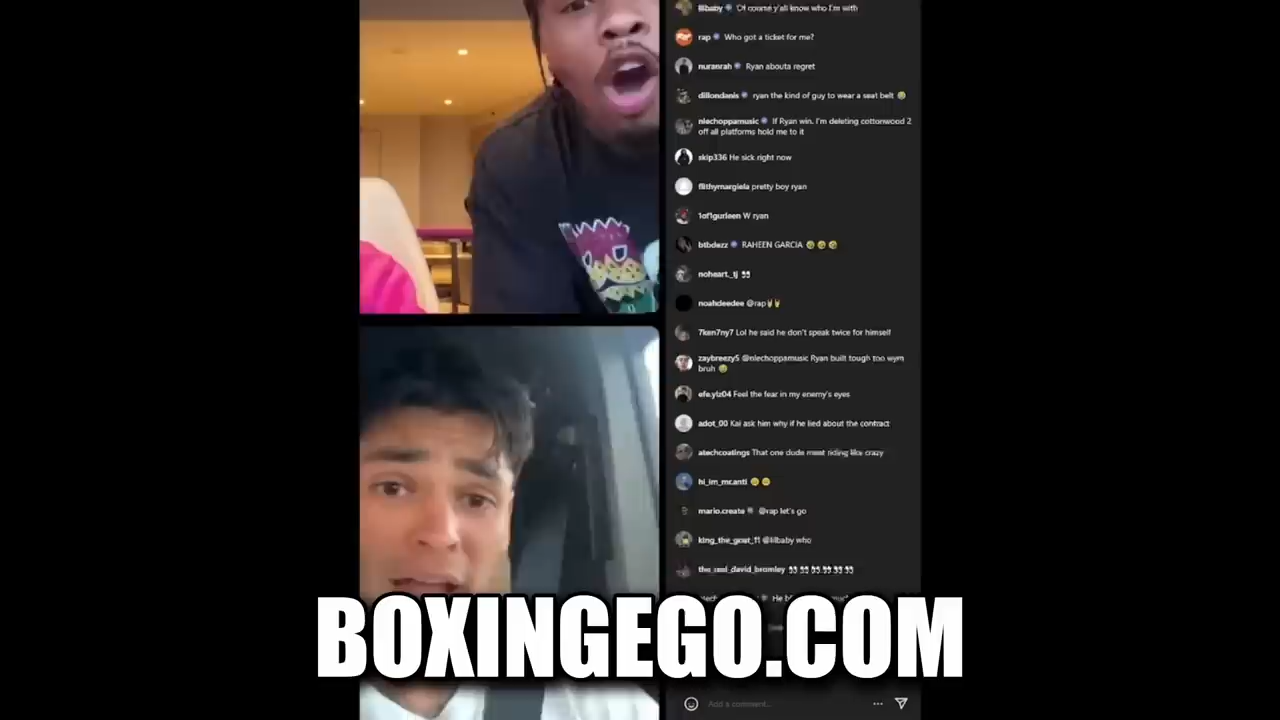 lilbaby Of course y'all know who I'm with
rap Who got a ticket for me?
nuranrah Ryan abouta regret
dillondanis ryan the kind of guy to wear a seat belt
nlechoppamusic If Ryan win. I'm deleting cottonwood 2
off all platforms hold me to it
skip336 He sick right now
filthymargiela pretty boy ryan
1of1gurleen W ryan
btbdezz RAHEEN GARCIA
noheart._tj
noahdeedee @rap
7ken7ny7 Lol he said he don't speak twice for himself
zaybreezy5 @nlechoppamusic Ryan built tough too wym
bruh
efe.ylz04 Feel the fear in my enemy's eyes
adot_00 Kai ask him why if he lied about the contract
atechcoatings That one dude meat riding like crazy
hi_im_mr.anti
mario.create @rap let's go
king_the_goat_11 @lilbaby who
the_real_david_bromley
He
BOXINGEGO.COM
Add a comment...